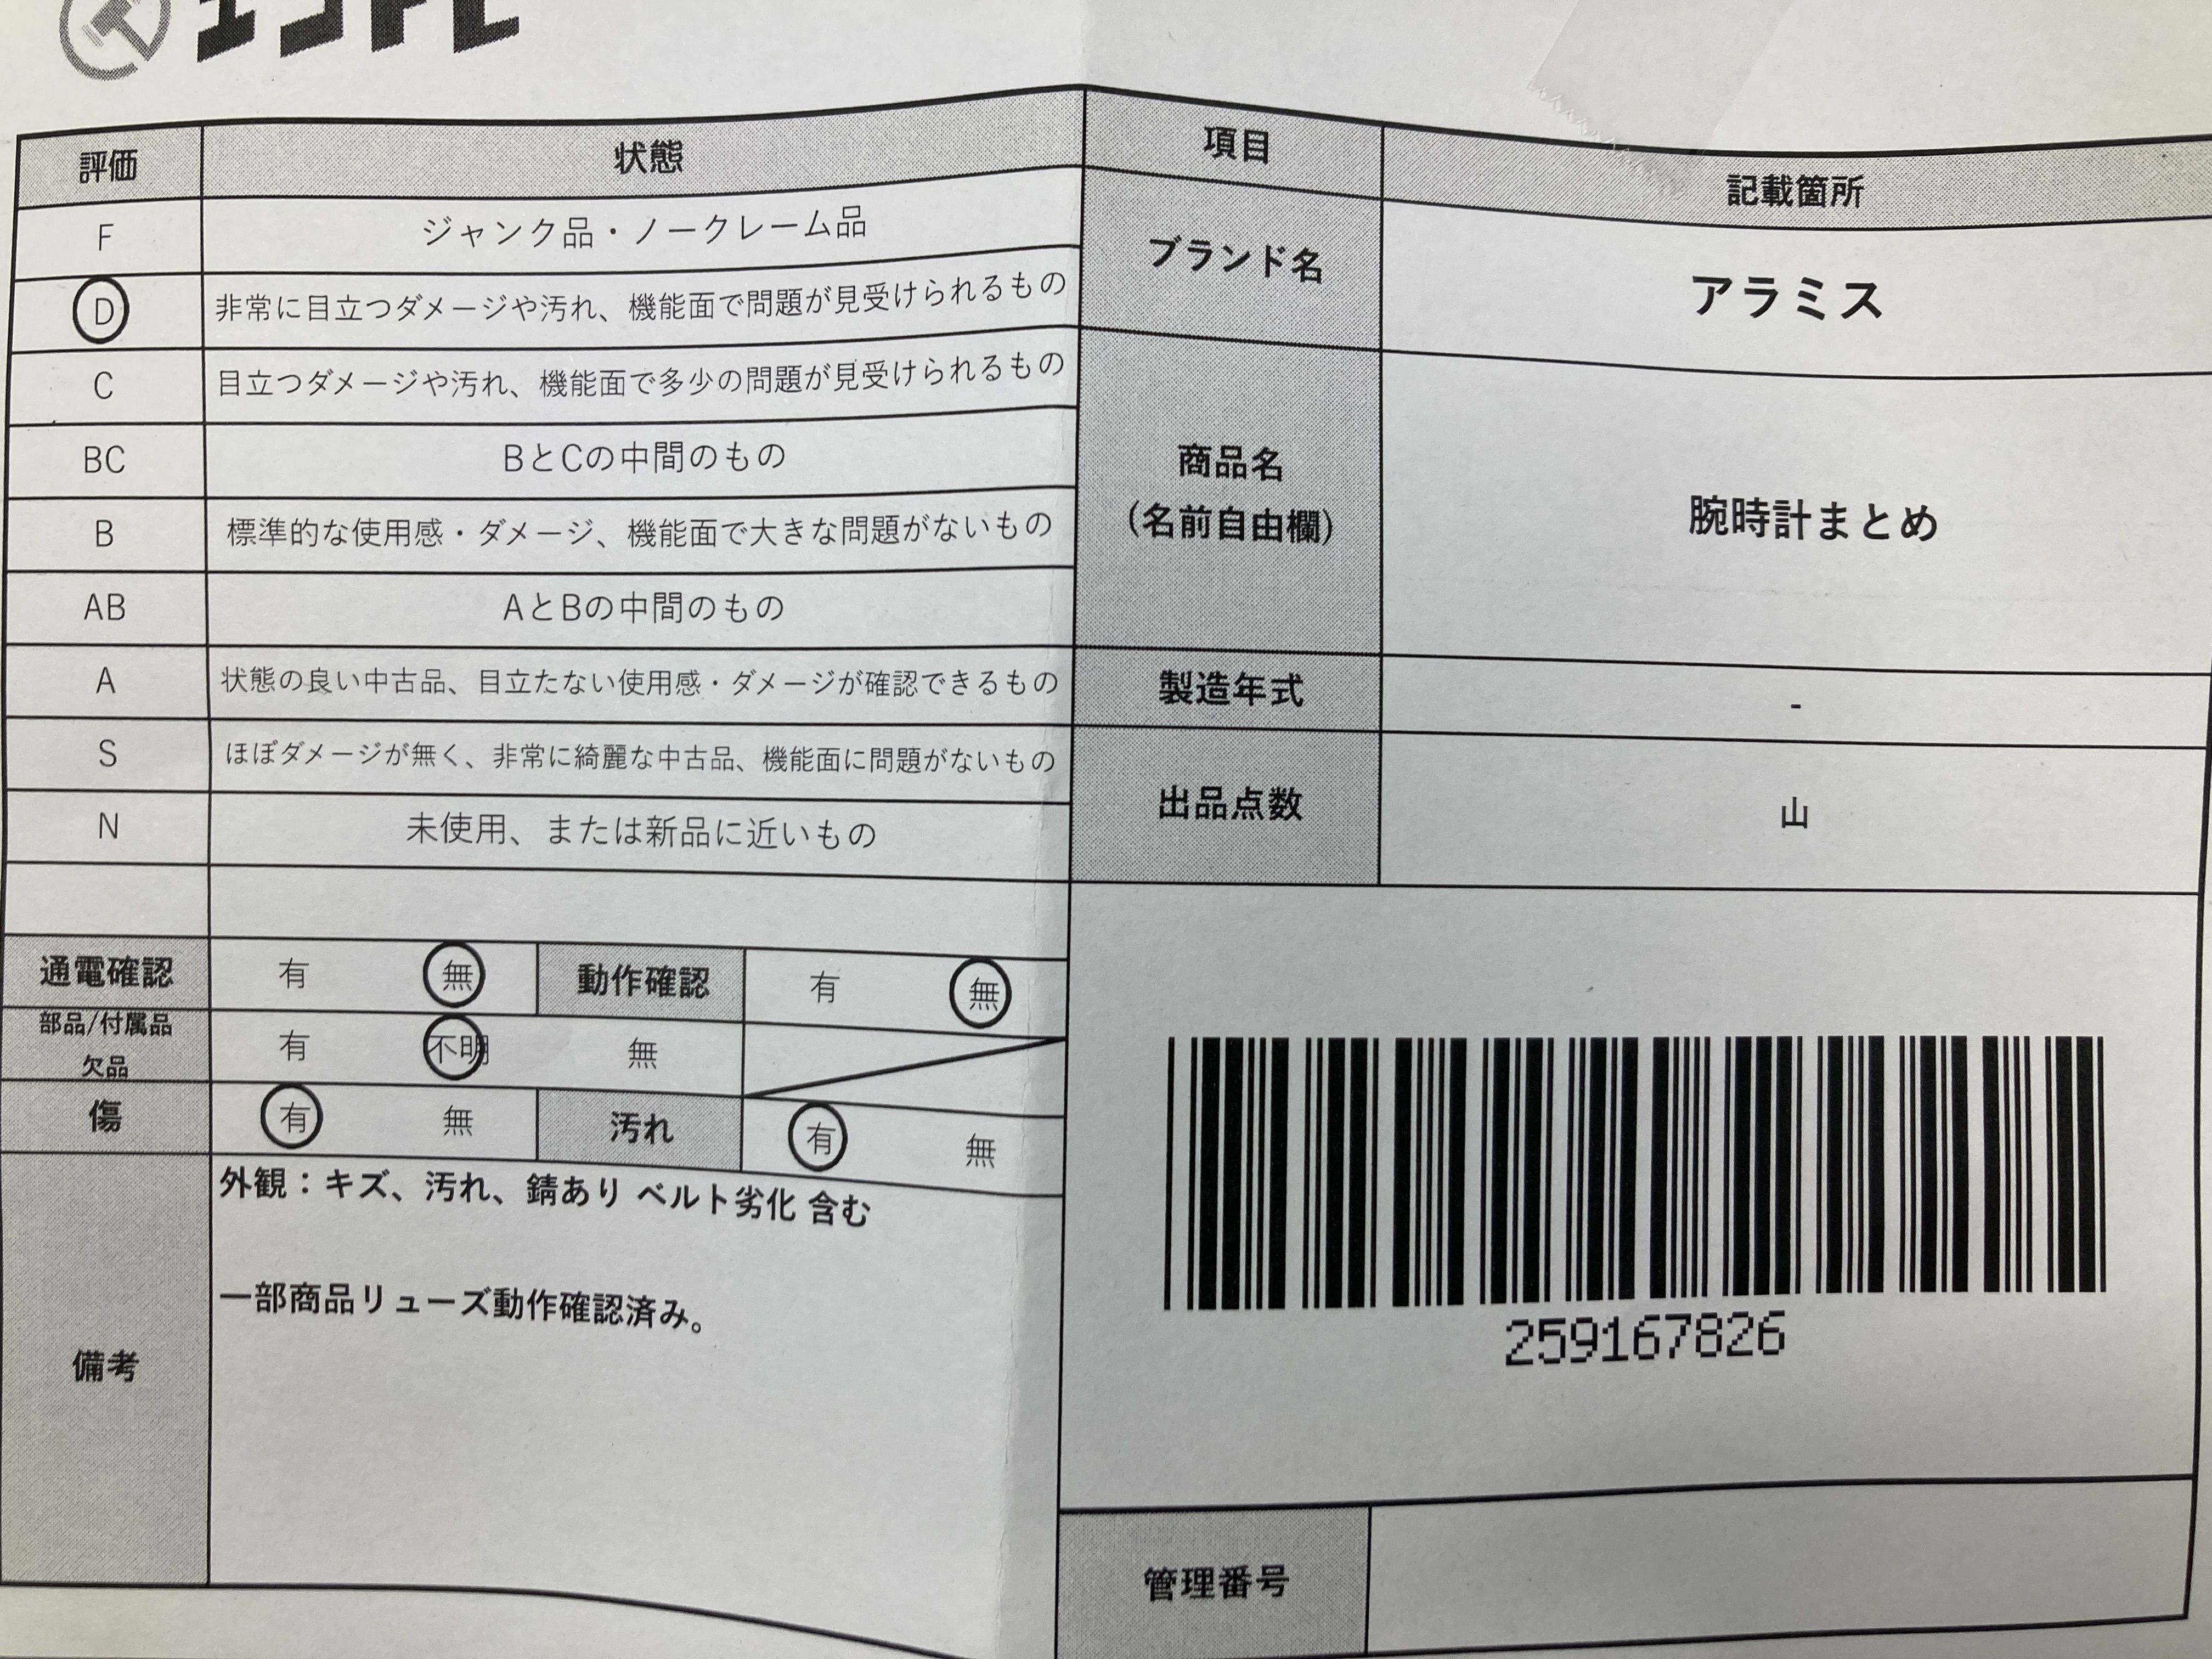 評価 状態
F ジャンク品・ノークレーム品
D 非常に目立つダメージや汚れ、機能面で問題が見受けられるもの
C 目立つダメージや汚れ、機能面で多少の問題が見受けられるもの
BC BとCの中間のもの
B 標準的な使用感・ダメージ、機能面で大きな問題がないもの
AB AとBの中間のもの
A 状態の良い中古品、目立たない使用感・ダメージが確認できるもの
S ほぼダメージが無く、非常に綺麗な中古品、機能面に問題がないもの
N 未使用、または新品に近いもの
通電確認 有 無 動作確認 有 無
部品/付属品
欠品 有 不明 無
傷 有 無 汚れ 有 無
備考
外観：キズ、汚れ、錆あり ベルト劣化 含む
一部商品リューズ動作確認済み。
項目 記載箇所
ブランド名 アラミス
商品名
(名前自由欄) 腕時計まとめ
製造年式 -
出品点数 山
259167826
管理番号